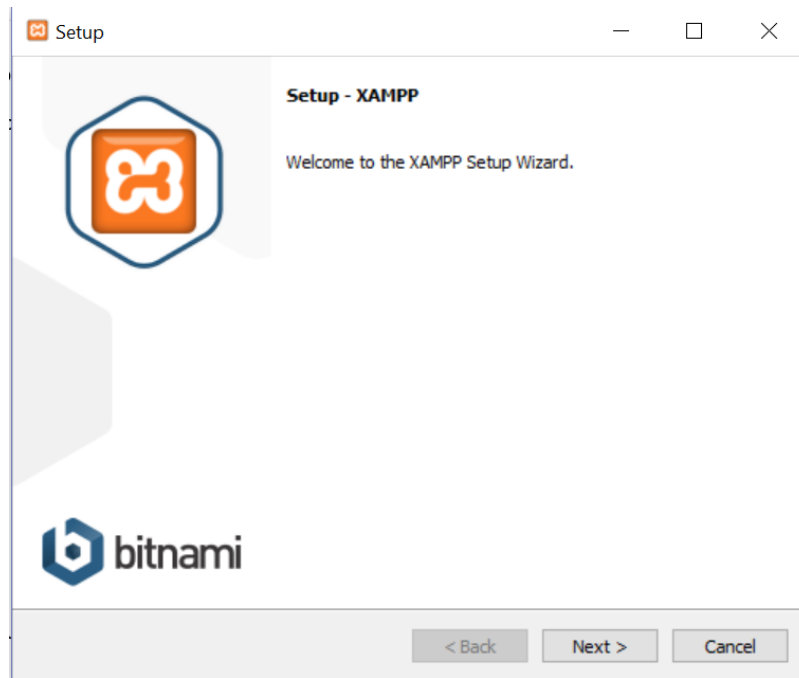 Setup
Setup - XAMPP
Welcome to the XAMPP Setup Wizard.
bitnami
< Back
Next >
Cancel